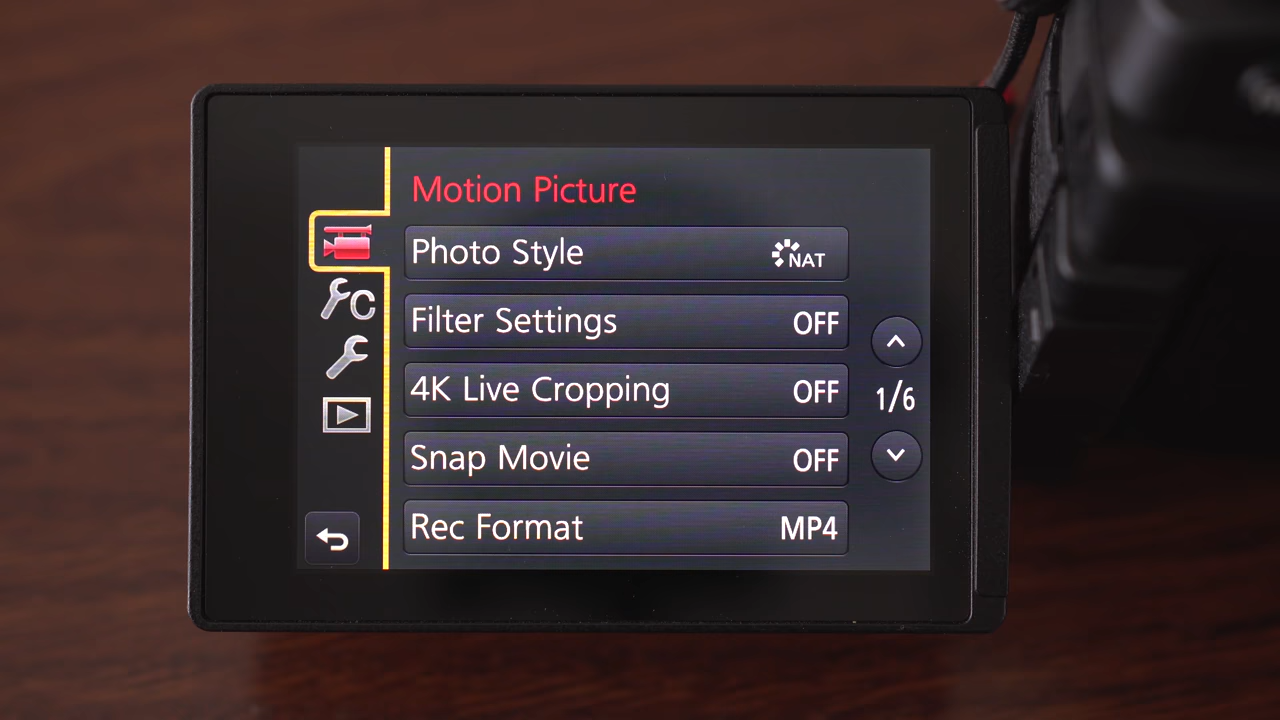 Motion Picture
Photo Style NAT
C
Filter Settings OFF
4K Live Cropping OFF
1/6
Snap Movie OFF
Rec Format MP4